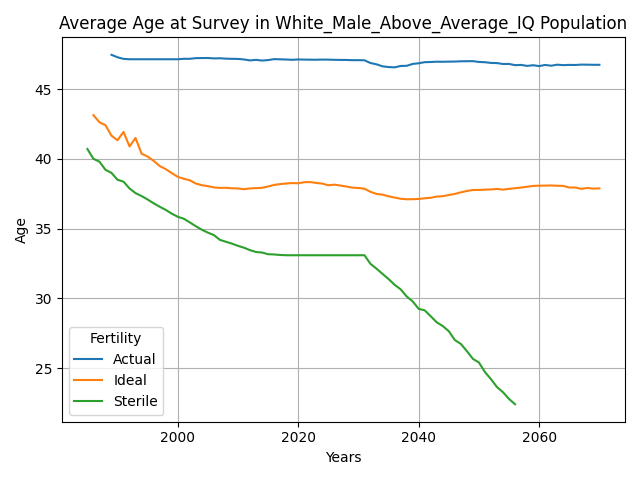 Average Age at Survey in White_Male_Above_Average_IQ Population
Age
45
40
35
30
25
Fertility
Actual
Ideal
Sterile
2000 2020 2040 2060
Years